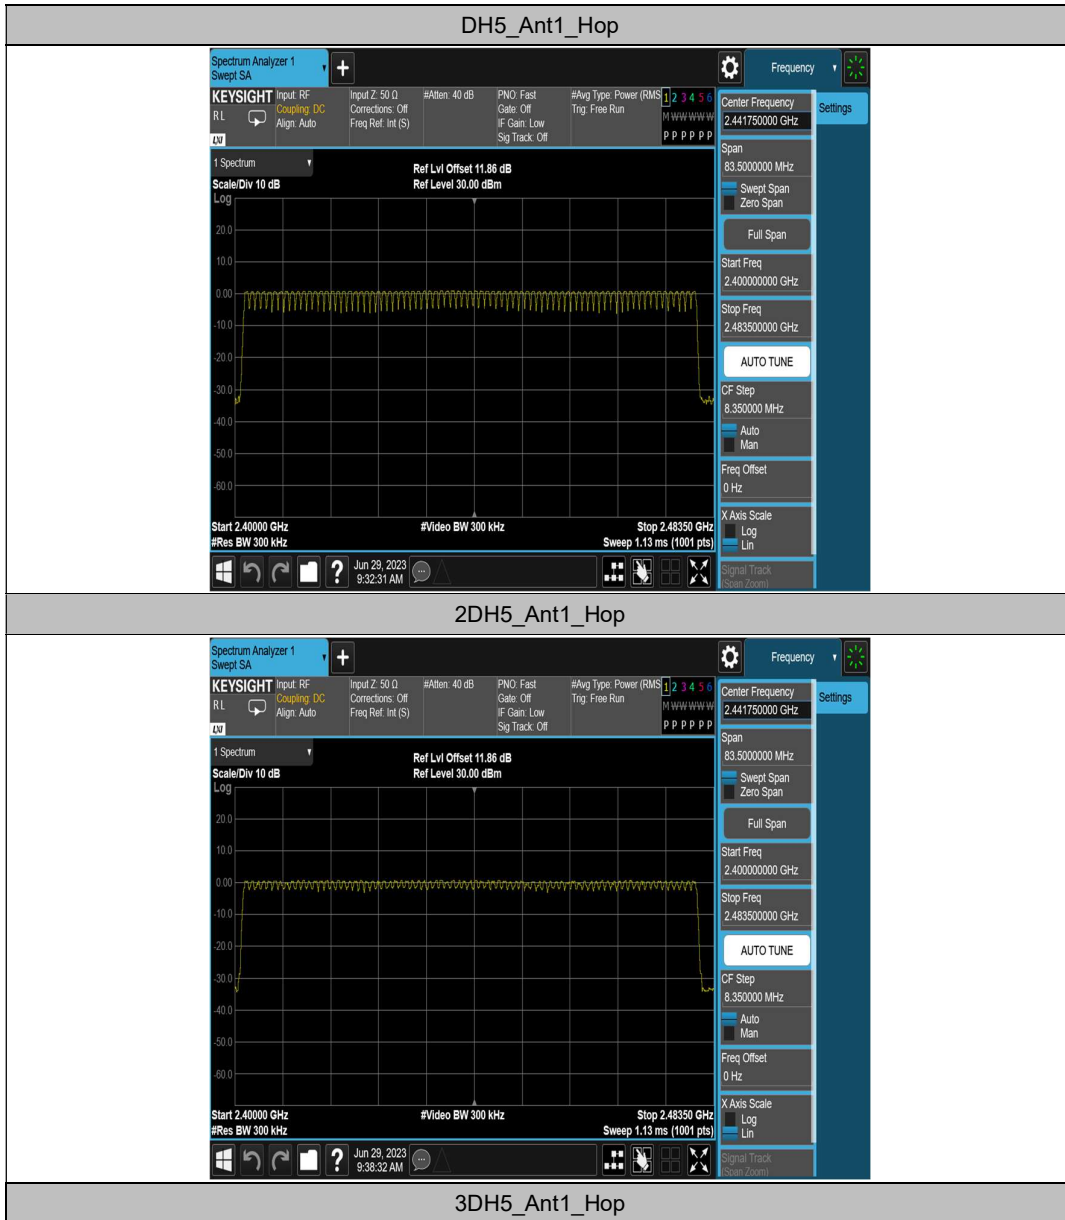 DH5_Ant1_Hop
Spectrum Analyzer 1
Swept SA
Frequency
KEYSIGHT
RL
LXI
Input: RF
Coupling: DC
Align: Auto
Input Z: 50 Ω
Corrections: Off
Freq Ref: Int (S)
#Atten: 40 dB
PNO: Fast
Gate: Off
IF Gain: Low
Sig Track: Off
#Avg Type: Power (RMS
Trig: Free Run
1 2 3 4 5 6
M W W W W W
P P P P P P
Center Frequency
2.441750000 GHz
Settings
Span
83.5000000 MHz
Swept Span
Zero Span
Full Span
Start Freq
2.400000000 GHz
Stop Freq
2.483500000 GHz
AUTO TUNE
CF Step
8.350000 MHz
Auto
Man
Freq Offset
0 Hz
X Axis Scale
Log
Lin
Signal Track
(Span Zoom)
1 Spectrum
Scale/Div 10 dB
Ref Lvl Offset 11.86 dB
Ref Level 30.00 dBm
Log
20.0
10.0
0.00
-10.0
-20.0
-30.0
-40.0
-50.0
-60.0
Start 2.40000 GHz
#Video BW 300 kHz
Stop 2.48350 GHz
#Res BW 300 kHz
Sweep 1.13 ms (1001 pts)
?
Jun 29, 2023
9:32:31 AM
2DH5_Ant1_Hop
Spectrum Analyzer 1
Swept SA
Frequency
KEYSIGHT
RL
LXI
Input: RF
Coupling: DC
Align: Auto
Input Z: 50 Ω
Corrections: Off
Freq Ref: Int (S)
#Atten: 40 dB
PNO: Fast
Gate: Off
IF Gain: Low
Sig Track: Off
#Avg Type: Power (RMS
Trig: Free Run
1 2 3 4 5 6
M W W W W W
P P P P P P
Center Frequency
2.441750000 GHz
Settings
Span
83.5000000 MHz
Swept Span
Zero Span
Full Span
Start Freq
2.400000000 GHz
Stop Freq
2.483500000 GHz
AUTO TUNE
CF Step
8.350000 MHz
Auto
Man
Freq Offset
0 Hz
X Axis Scale
Log
Lin
Signal Track
(Span Zoom)
1 Spectrum
Scale/Div 10 dB
Ref Lvl Offset 11.86 dB
Ref Level 30.00 dBm
Log
20.0
10.0
0.00
-10.0
-20.0
-30.0
-40.0
-50.0
-60.0
Start 2.40000 GHz
#Video BW 300 kHz
Stop 2.48350 GHz
#Res BW 300 kHz
Sweep 1.13 ms (1001 pts)
?
Jun 29, 2023
9:38:32 AM
3DH5_Ant1_Hop